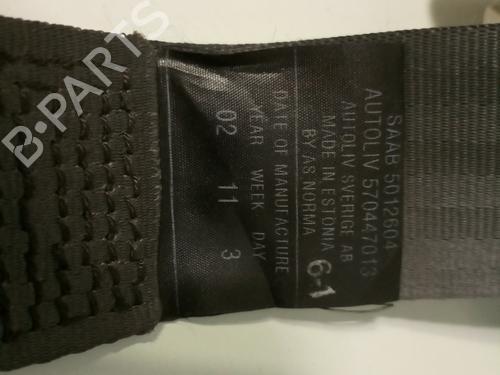 SAAB 5012604
AUTOLIV 570447013
AUTOLIV SVERIGE AB
MADE IN ESTONIA
BY AS NORMA
6-1
DATE OF MANUFACTURE
YEAR WEEK DAY
02 11 3
B-PARTS